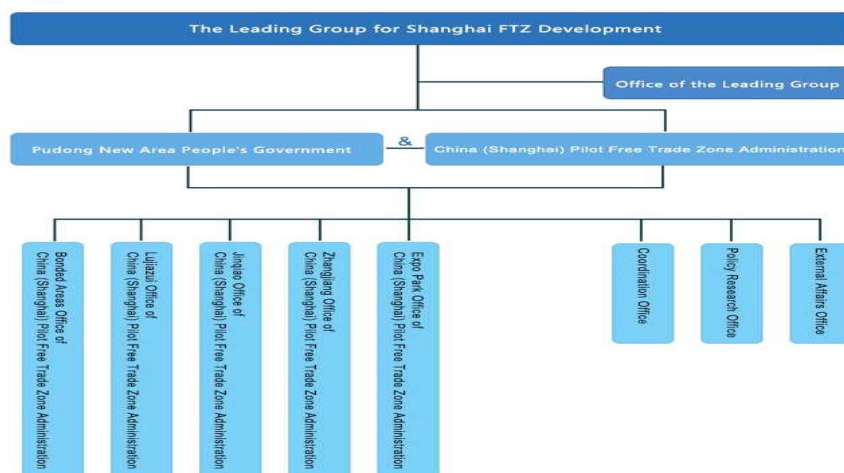 The Leading Group for Shanghai FTZ Development
Office of the Leading Group
Pudong New Area People's Government
&
China (Shanghai) Pilot Free Trade Zone Administration
Bonded Areas Office of
China (Shanghai) Pilot Free Trade Zone Administration
Lujiazui Office of
China (Shanghai) Pilot Free Trade Zone Administration
Jinqiao Office of
China (Shanghai) Pilot Free Trade Zone Administration
Zhangjiang Office of
China (Shanghai) Pilot Free Trade Zone Administration
Expo Park Office of
China (Shanghai) Pilot Free Trade Zone Administration
Coordination Office
Policy Research Office
External Affairs Office